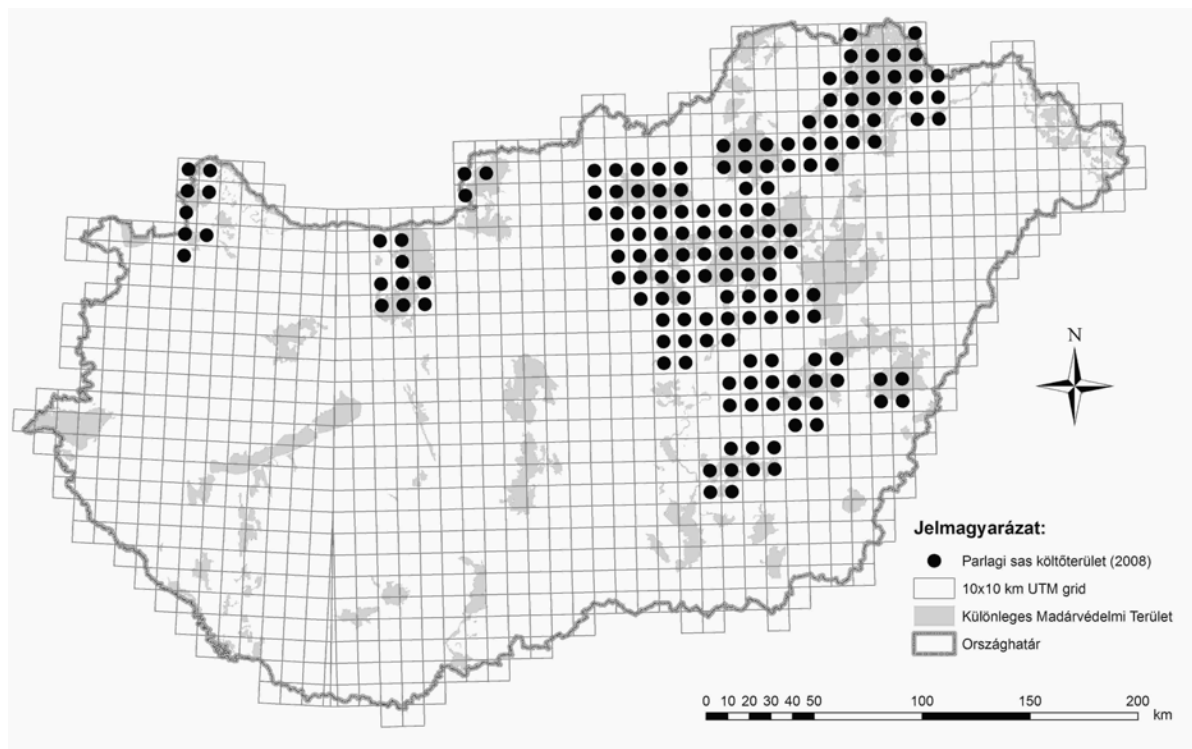 N
Jelmagyarázat:
Parlagi sas költőterület (2008)
10x10 km UTM grid
Különleges Madárvédelmi Terület
Országhatár
0 10 20 30 40 50 100 150 200
km